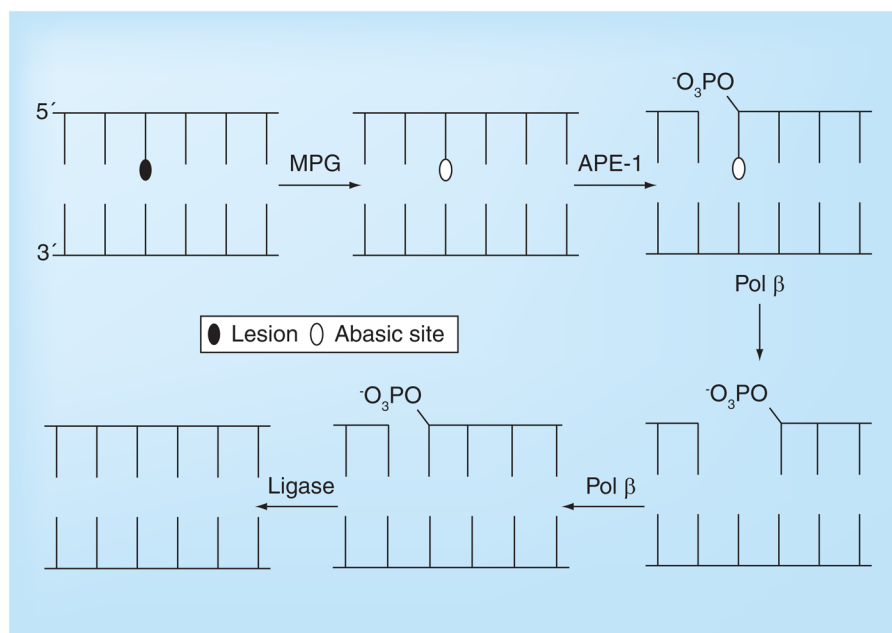 ⁻O₃PO
5´
MPG
APE-1
3´
Pol β
Lesion
Abasic site
⁻O₃PO
⁻O₃PO
Ligase
Pol β